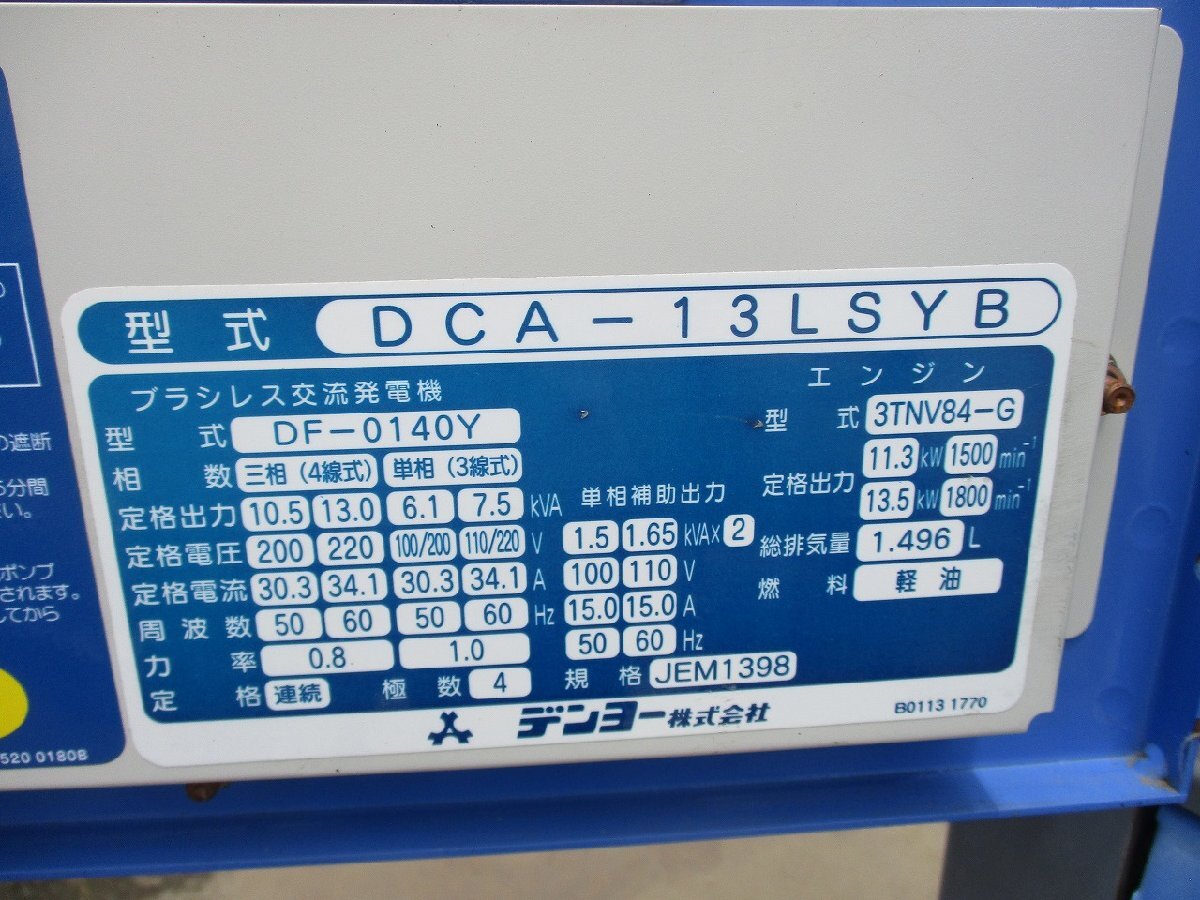 型式 DCA-13LSYB
ブラシレス交流発電機
型式 DF-0140Y
相数 三相(4線式) 単相(3線式)
定格出力 10.5 13.0 6.1 7.5 kVA
定格電圧 200 220 100/200 110/220 V
定格電流 30.3 34.1 30.3 34.1 A
周波数 50 60 50 60 Hz
力率 0.8 1.0
定格 連続 極数 4 規格 JEM1398
単相補助出力
1.5 1.65 kVA×2
100 110 V
15.0 15.0 A
50 60 Hz
エンジン
型式 3TNV84-G
定格出力 11.3 kW 1500 min⁻¹
13.5 kW 1800 min⁻¹
総排気量 1.496 L
燃料 軽油
デンヨー株式会社
B0113 1770
の遮断
分間
い。
ポンプ
されます。
してから
520 01808